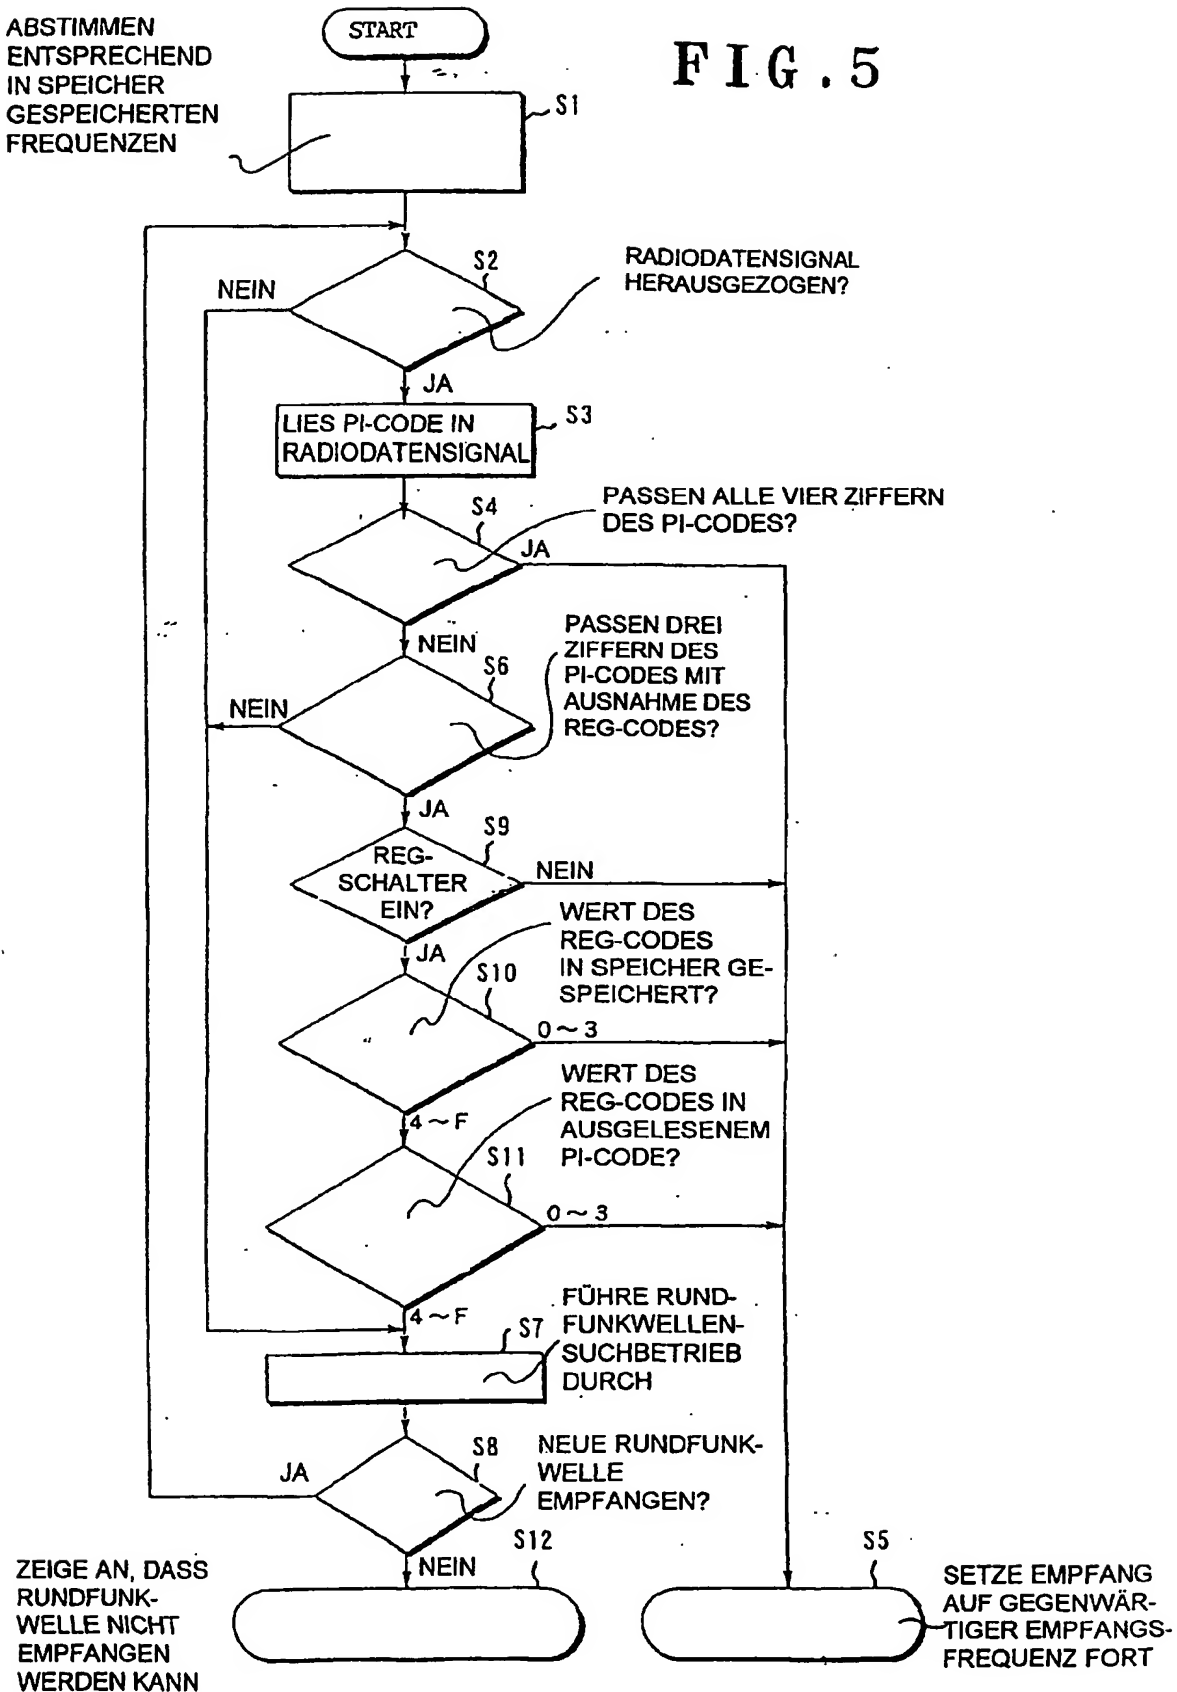 ABSTIMMEN
ENTSPRECHEND
IN SPEICHER
GESPEICHERTEN
FREQUENZEN
START
FIG.5
S1
S2
RADIODATENSIGNAL
HERAUSGEZOGEN?
NEIN
JA
LIES PI-CODE IN
RADIODATENSIGNAL
S3
S4
PASSEN ALLE VIER ZIFFERN
DES PI-CODES?
JA
NEIN
S6
PASSEN DREI
ZIFFERN DES
PI-CODES MIT
AUSNAHME DES
REG-CODES?
NEIN
JA
S9
REG-
SCHALTER
EIN?
NEIN
JA
WERT DES
REG-CODES
IN SPEICHER GE-
SPEICHERT?
S10
0~3
4~F
WERT DES
REG-CODES IN
AUSGELESENEM
PI-CODE?
S11
0~3
4~F
FÜHRE RUND-
FUNKWELLEN-
SUCHBETRIEB
DURCH
S7
S8
NEUE RUNDFUNK-
WELLE
EMPFANGEN?
JA
NEIN
S12
ZEIGE AN, DASS
RUNDFUNK-
WELLE NICHT
EMPFANGEN
WERDEN KANN
S5
SETZE EMPFANG
AUF GEGENWÄR-
TIGER EMPFANGS-
FREQUENZ FORT